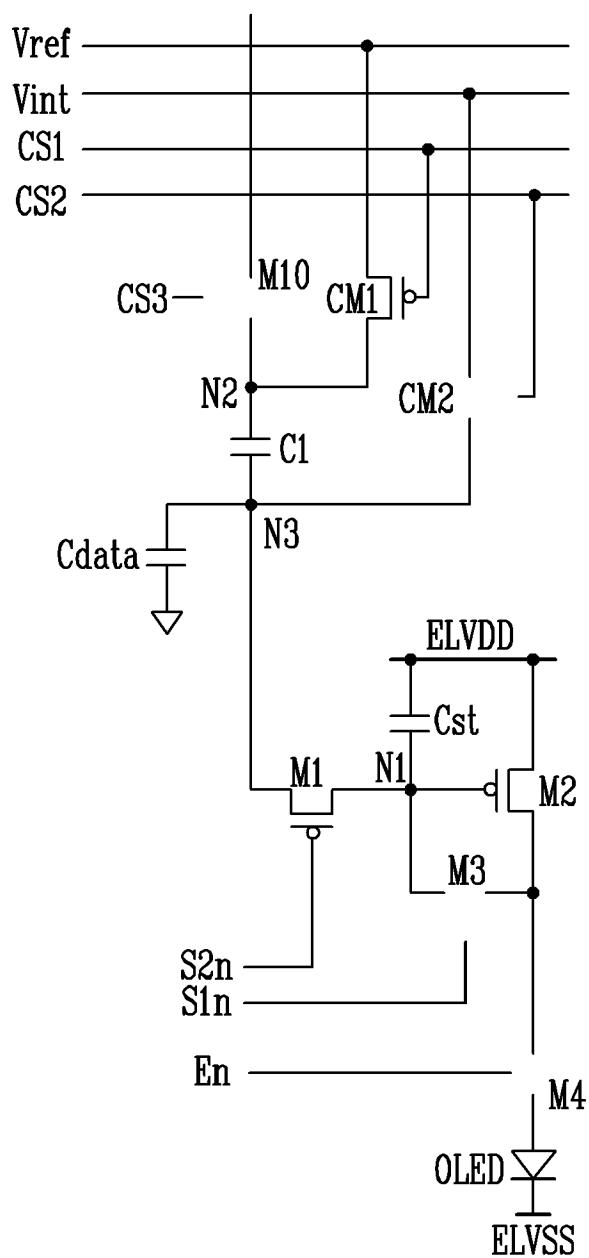 Vref
Vint
CS1
CS2
M10
CS3
CM1
CM2
N2
C1
N3
Cdata
ELVDD
Cst
M1
N1
M2
M3
S2n
S1n
En
M4
OLED
ELVSS